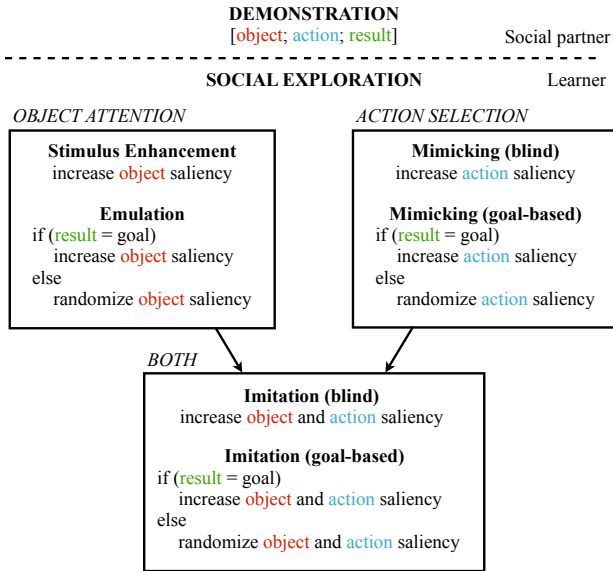 DEMONSTRATION
[object; action; result]
Social partner
SOCIAL EXPLORATION
Learner
OBJECT ATTENTION
Stimulus Enhancement
increase object saliency
Emulation
if (result = goal)
increase object saliency
else
randomize object saliency
ACTION SELECTION
Mimicking (blind)
increase action saliency
Mimicking (goal-based)
if (result = goal)
increase action saliency
else
randomize action saliency
BOTH
Imitation (blind)
increase object and action saliency
Imitation (goal-based)
if (result = goal)
increase object and action saliency
else
randomize object and action saliency